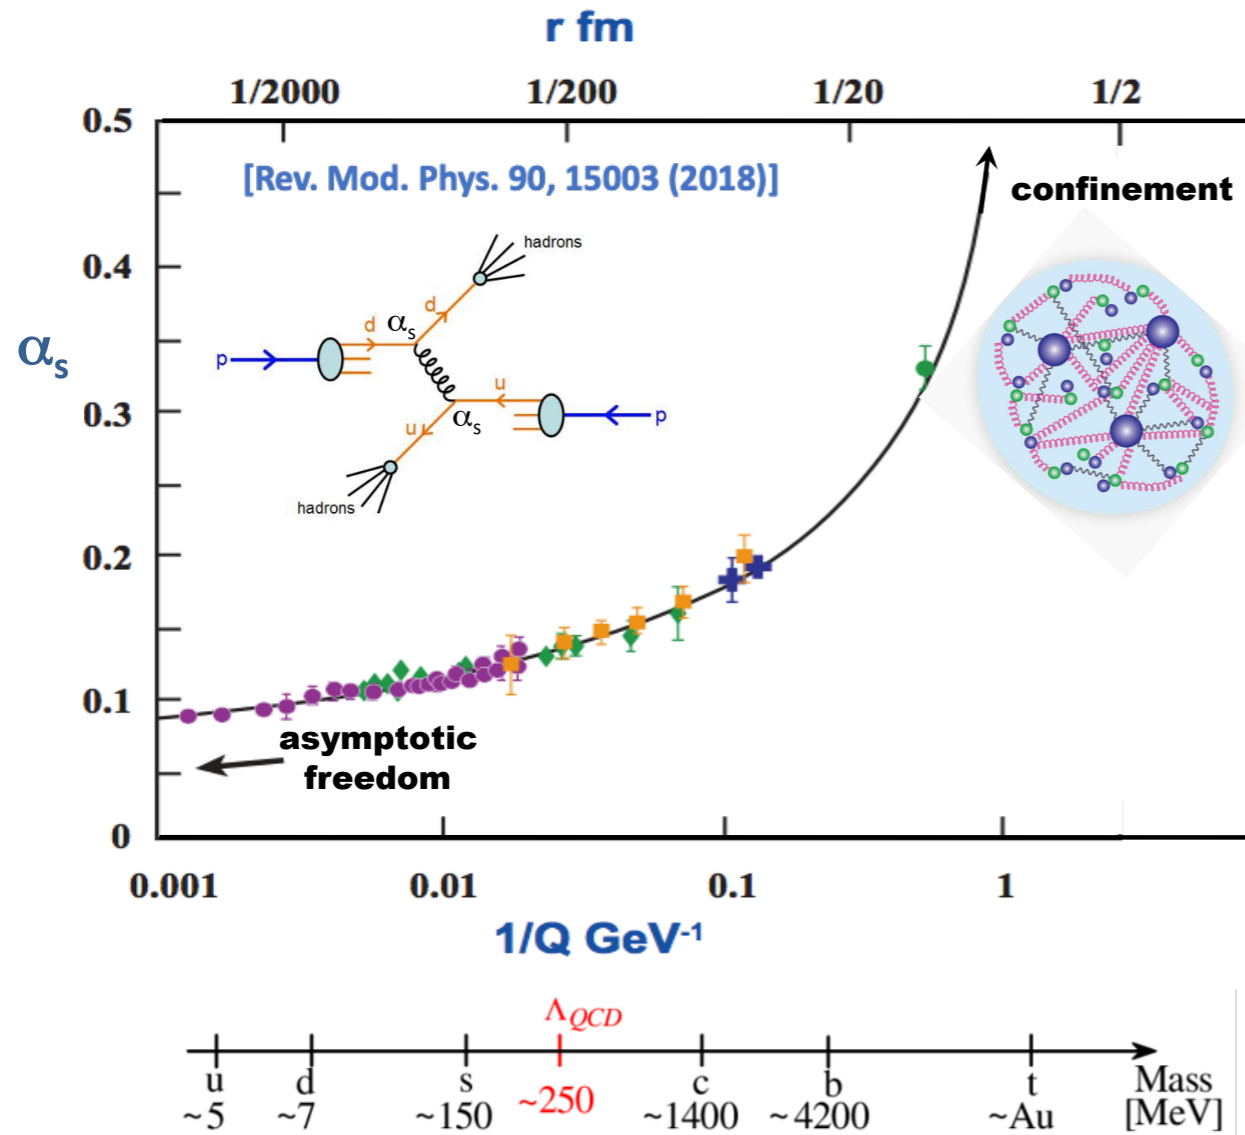 r fm
1/2000 1/200 1/20 1/2
0.5
[Rev. Mod. Phys. 90, 15003 (2018)]
confinement
hadrons
0.4
d
d αs
p
αs
u
u
p
αs
0.3
hadrons
0.2
0.1
asymptotic
freedom
0
0.001 0.01 0.1 1
1/Q GeV⁻¹
ΛQCD
u d s c b t Mass
~5 ~7 ~150 ~250 ~1400 ~4200 ~Au [MeV]